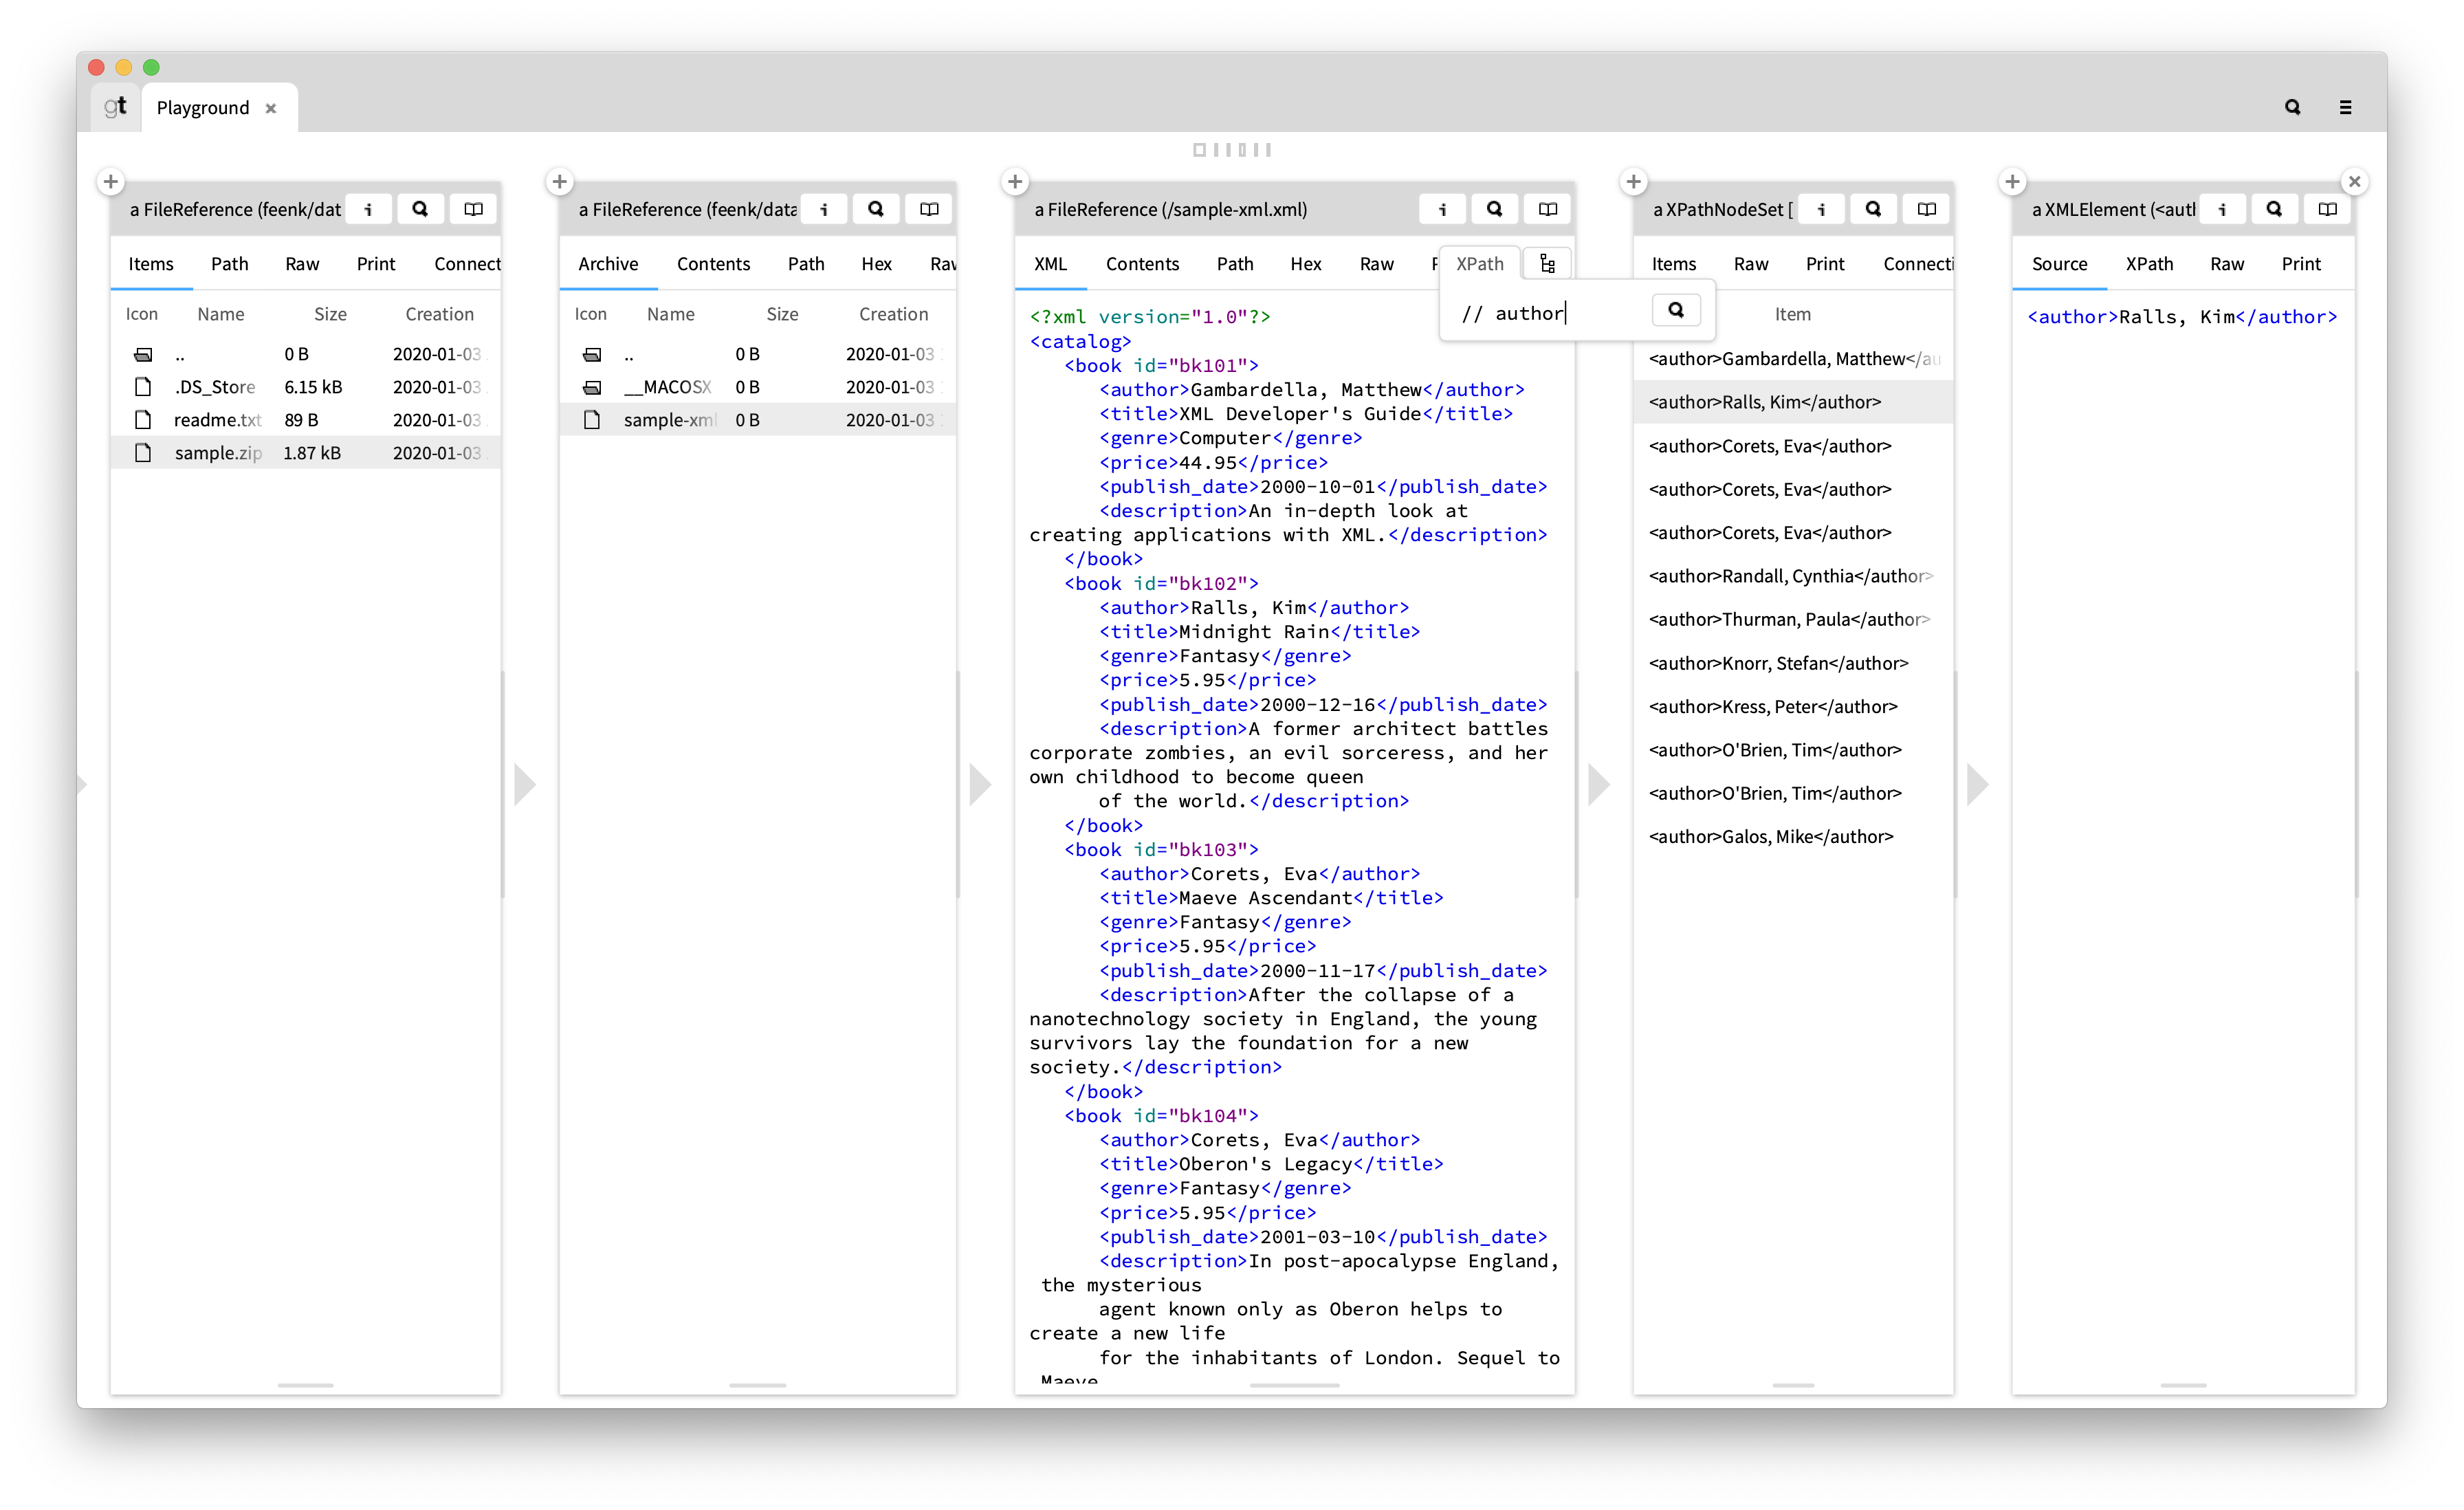 gt
Playground
a FileReference (feenk/dat
Items Path Raw Print Connect
Icon Name Size Creation
.. 0 B 2020-01-03
.DS_Store 6.15 kB 2020-01-03
readme.txt 89 B 2020-01-03
sample.zip 1.87 kB 2020-01-03
a FileReference (feenk/data
Archive Contents Path Hex Raw
Icon Name Size Creation
.. 0 B 2020-01-03
__MACOSX 0 B 2020-01-03
sample-xml 0 B 2020-01-03
a FileReference (/sample-xml.xml)
XML Contents Path Hex Raw
XPath
// author
<?xml version="1.0"?>
<catalog>
<book id="bk101">
<author>Gambardella, Matthew</author>
<title>XML Developer's Guide</title>
<genre>Computer</genre>
<price>44.95</price>
<publish_date>2000-10-01</publish_date>
<description>An in-depth look at
creating applications with XML.</description>
</book>
<book id="bk102">
<author>Ralls, Kim</author>
<title>Midnight Rain</title>
<genre>Fantasy</genre>
<price>5.95</price>
<publish_date>2000-12-16</publish_date>
<description>A former architect battles
corporate zombies, an evil sorceress, and her
own childhood to become queen
of the world.</description>
</book>
<book id="bk103">
<author>Corets, Eva</author>
<title>Maeve Ascendant</title>
<genre>Fantasy</genre>
<price>5.95</price>
<publish_date>2000-11-17</publish_date>
<description>After the collapse of a
nanotechnology society in England, the young
survivors lay the foundation for a new
society.</description>
</book>
<book id="bk104">
<author>Corets, Eva</author>
<title>Oberon's Legacy</title>
<genre>Fantasy</genre>
<price>5.95</price>
<publish_date>2001-03-10</publish_date>
<description>In post-apocalypse England,
the mysterious
agent known only as Oberon helps to
create a new life
for the inhabitants of London. Sequel to
Maeve
a XPathNodeSet [
Items Raw Print Connecti
Item
<author>Gambardella, Matthew</au
<author>Ralls, Kim</author>
<author>Corets, Eva</author>
<author>Corets, Eva</author>
<author>Corets, Eva</author>
<author>Randall, Cynthia</author>
<author>Thurman, Paula</author>
<author>Knorr, Stefan</author>
<author>Kress, Peter</author>
<author>O'Brien, Tim</author>
<author>O'Brien, Tim</author>
<author>Galos, Mike</author>
a XMLElement (<autl
Source XPath Raw Print
<author>Ralls, Kim</author>